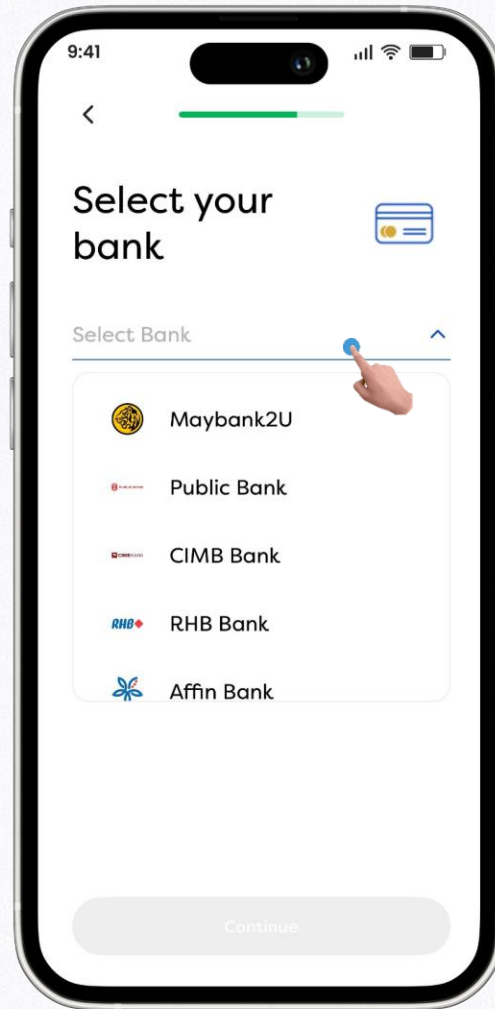 9:41
Select your
bank
Select Bank
Maybank2U
Public Bank
CIMB Bank
RHB
RHB Bank
Affin Bank
Continue